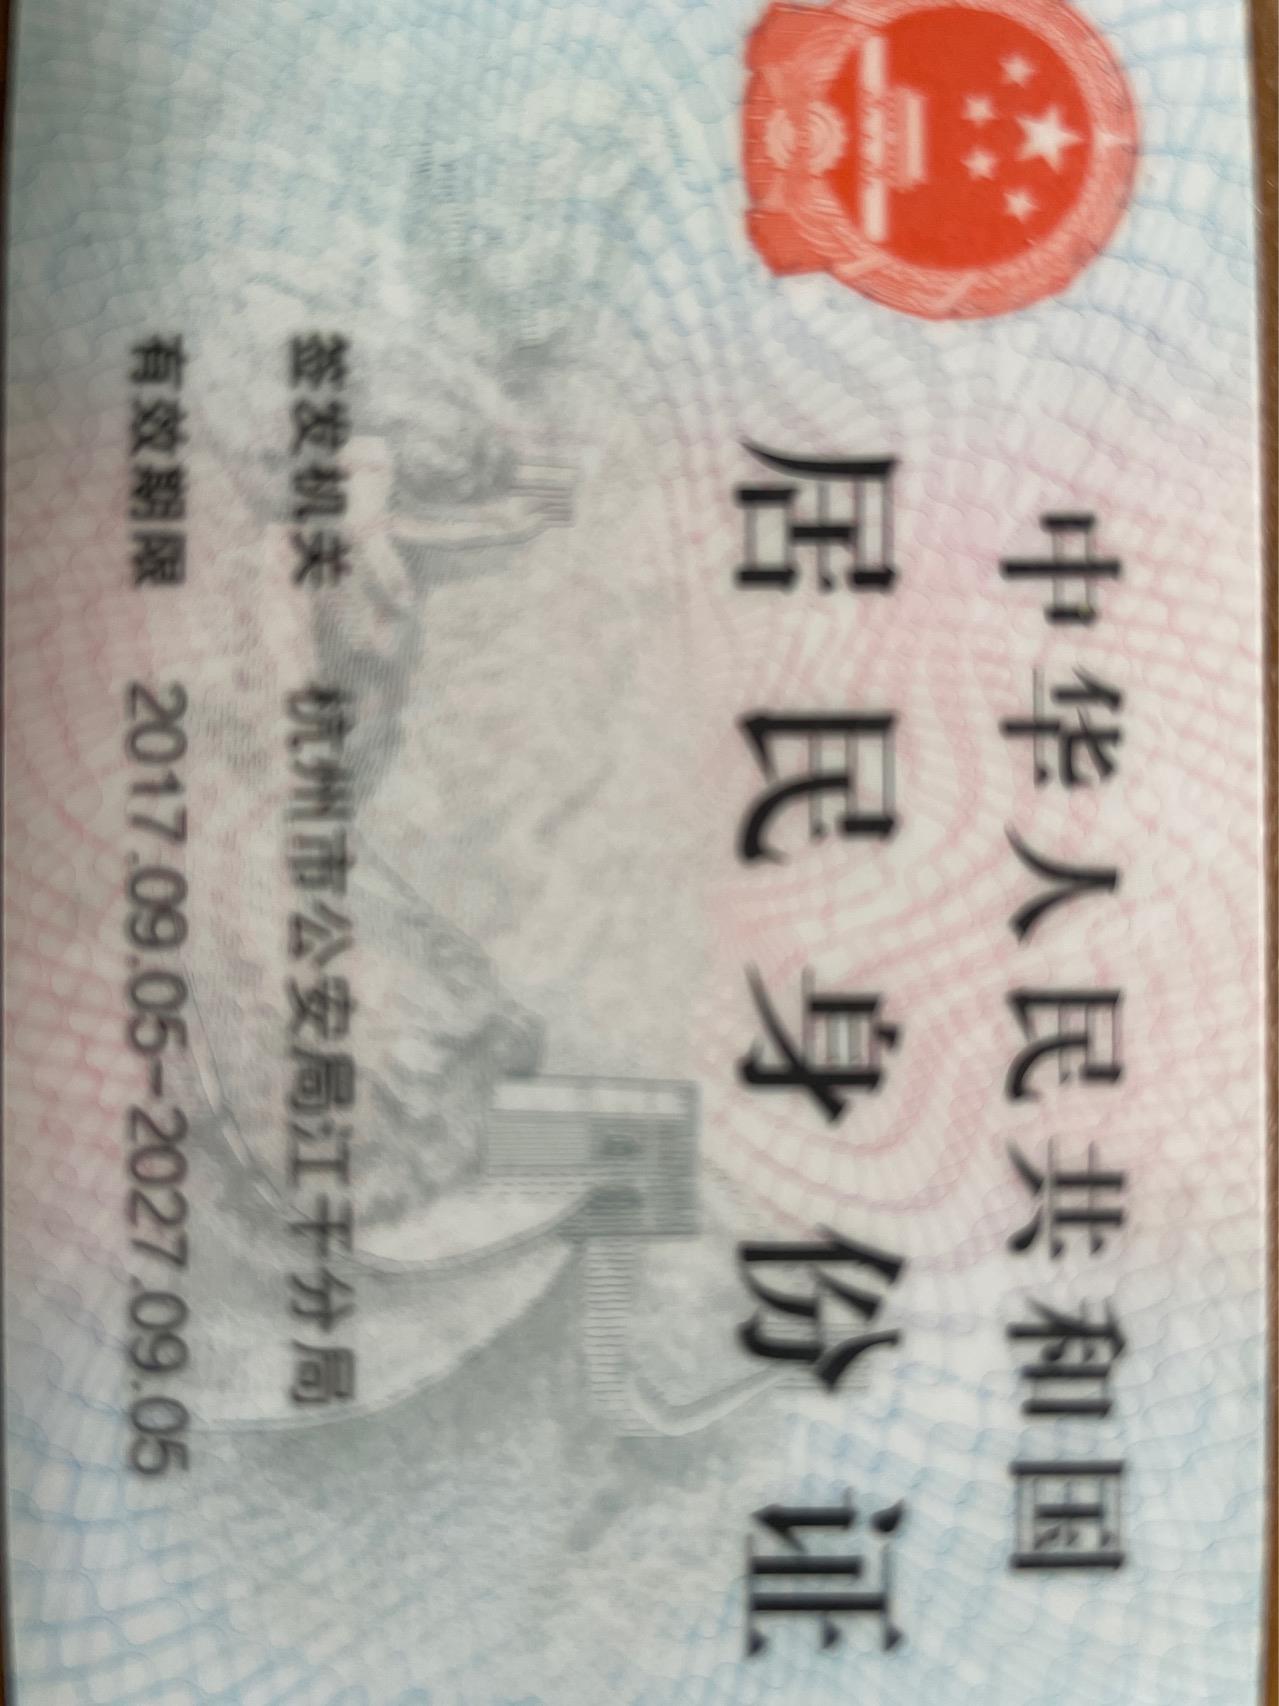 中华人民共和国
居民身份证
签发机关 杭州市公安局江干分局
有效期限 2017.09.05-2027.09.05